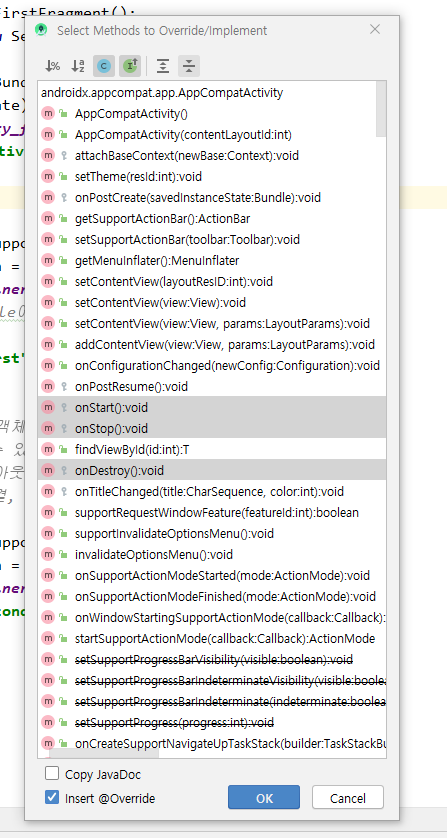 FirstFragment();
Select Methods to Override/Implement
androidx.appcompat.app.AppCompatActivity
AppCompatActivity()
AppCompatActivity(contentLayoutId:int)
attachBaseContext(newBase:Context):void
setTheme(resId:int):void
onPostCreate(savedInstanceState:Bundle):void
getSupportActionBar():ActionBar
setSupportActionBar(toolbar:Toolbar):void
getMenuInflater():MenuInflater
setContentView(layoutResID:int):void
setContentView(view:View):void
setContentView(view:View, params:LayoutParams):void
addContentView(view:View, params:LayoutParams):void
onConfigurationChanged(newConfig:Configuration):void
onPostResume():void
onStart():void
onStop():void
findViewById(id:int):T
onDestroy():void
onTitleChanged(title:CharSequence, color:int):void
supportRequestWindowFeature(featureId:int):boolean
supportInvalidateOptionsMenu():void
invalidateOptionsMenu():void
onSupportActionModeStarted(mode:ActionMode):void
onSupportActionModeFinished(mode:ActionMode):void
onWindowStartingSupportActionMode(callback:Callback):
startSupportActionMode(callback:Callback):ActionMode
setSupportProgressBarVisibility(visible:boolean):void
setSupportProgressBarIndeterminateVisibility(visible:boolea
setSupportProgressBarIndeterminate(indeterminate:boolea
setSupportProgress(progress:int):void
onCreateSupportNavigateUpTaskStack(builder:TaskStackBu
Copy JavaDoc
Insert @Override
OK
Cancel